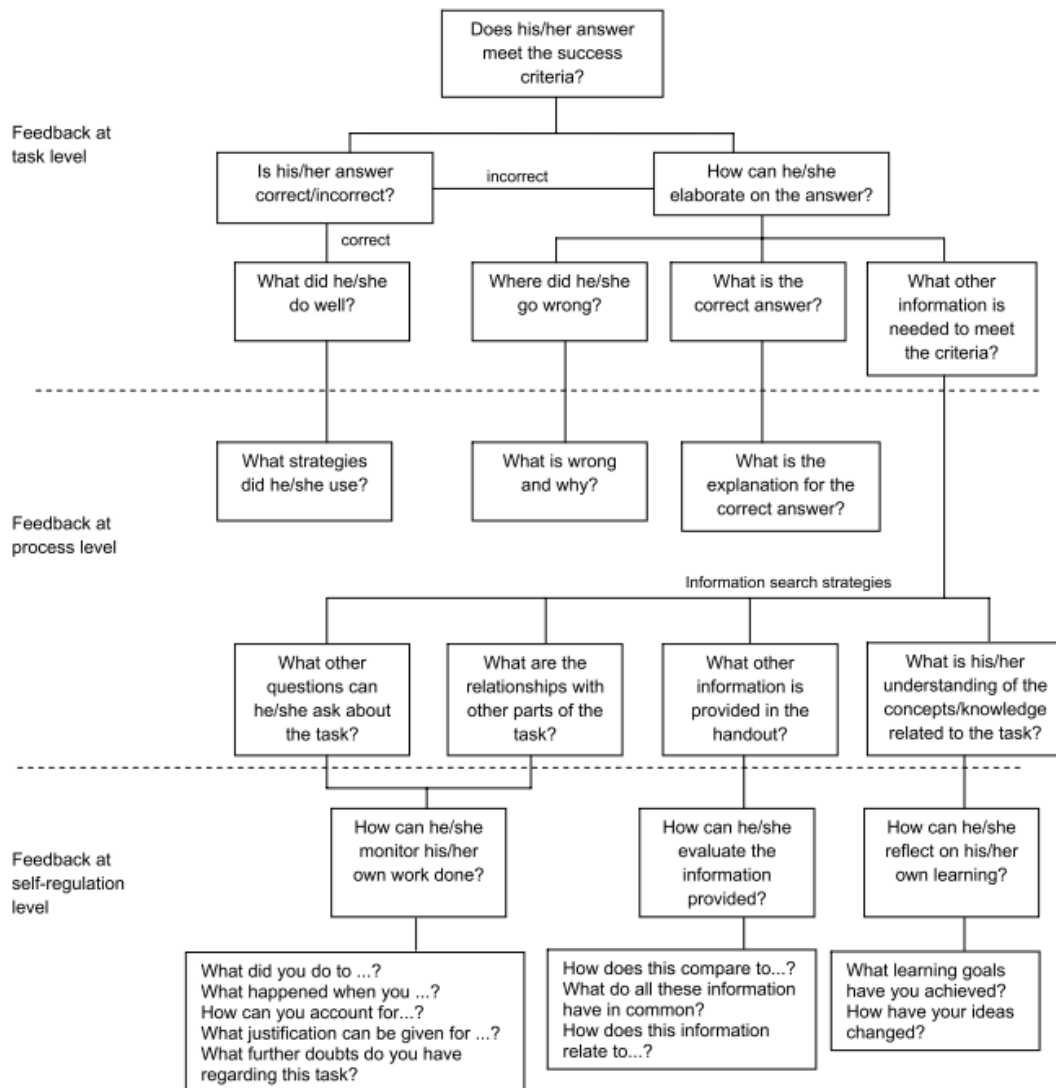 Does his/her answer
meet the success
criteria?
Feedback at
task level
Is his/her answer
correct/incorrect?
incorrect
How can he/she
elaborate on the answer?
correct
What did he/she
do well?
Where did he/she
go wrong?
What is the
correct answer?
What other
information is
needed to meet
the criteria?
What strategies
did he/she use?
What is wrong
and why?
What is the
explanation for the
correct answer?
Feedback at
process level
Information search strategies
What other
questions can
he/she ask about
the task?
What are the
relationships with
other parts of the
task?
What other
information is
provided in the
handout?
What is his/her
understanding of the
concepts/knowledge
related to the task?
Feedback at
self-regulation
level
How can he/she
monitor his/her
own work done?
How can he/she
evaluate the
information
provided?
How can he/she
reflect on his/her
own learning?
What did you do to ...?
What happened when you ...?
How can you account for...?
What justification can be given for ...?
What further doubts do you have
regarding this task?
How does this compare to...?
What do all these information
have in common?
How does this information
relate to...?
What learning goals
have you achieved?
How have your ideas
changed?